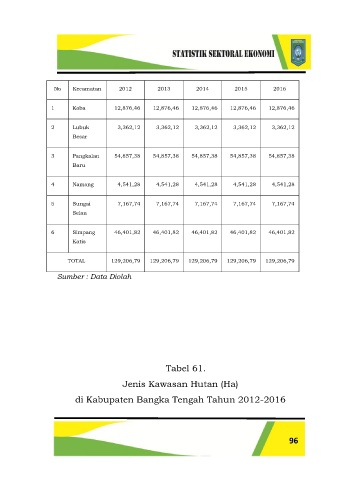 STATISTIK SEKTORAL EKONOMI
No Kecamatan 2012 2013 2014 2015 2016
1 Koba 12,876,46 12,876,46 12,876,46 12,876,46 12,876,46
2 Lubuk 3,362,12 3,362,12 3,362,12 3,362,12 3,362,12
Besar
3 Pangkalan 54,857,38 54,857,38 54,857,38 54,857,38 54,857,38
Baru
4 Namang 4,541,28 4,541,28 4,541,28 4,541,28 4,541,28
5 Sungai 7,167,74 7,167,74 7,167,74 7,167,74 7,167,74
Selan
6 Simpang 46,401,82 46,401,82 46,401,82 46,401,82 46,401,82
Katis
TOTAL 129,206,79 129,206,79 129,206,79 129,206,79 129,206,79
Sumber : Data Diolah
Tabel 61.
Jenis Kawasan Hutan (Ha)
di Kabupaten Bangka Tengah Tahun 2012-2016
96